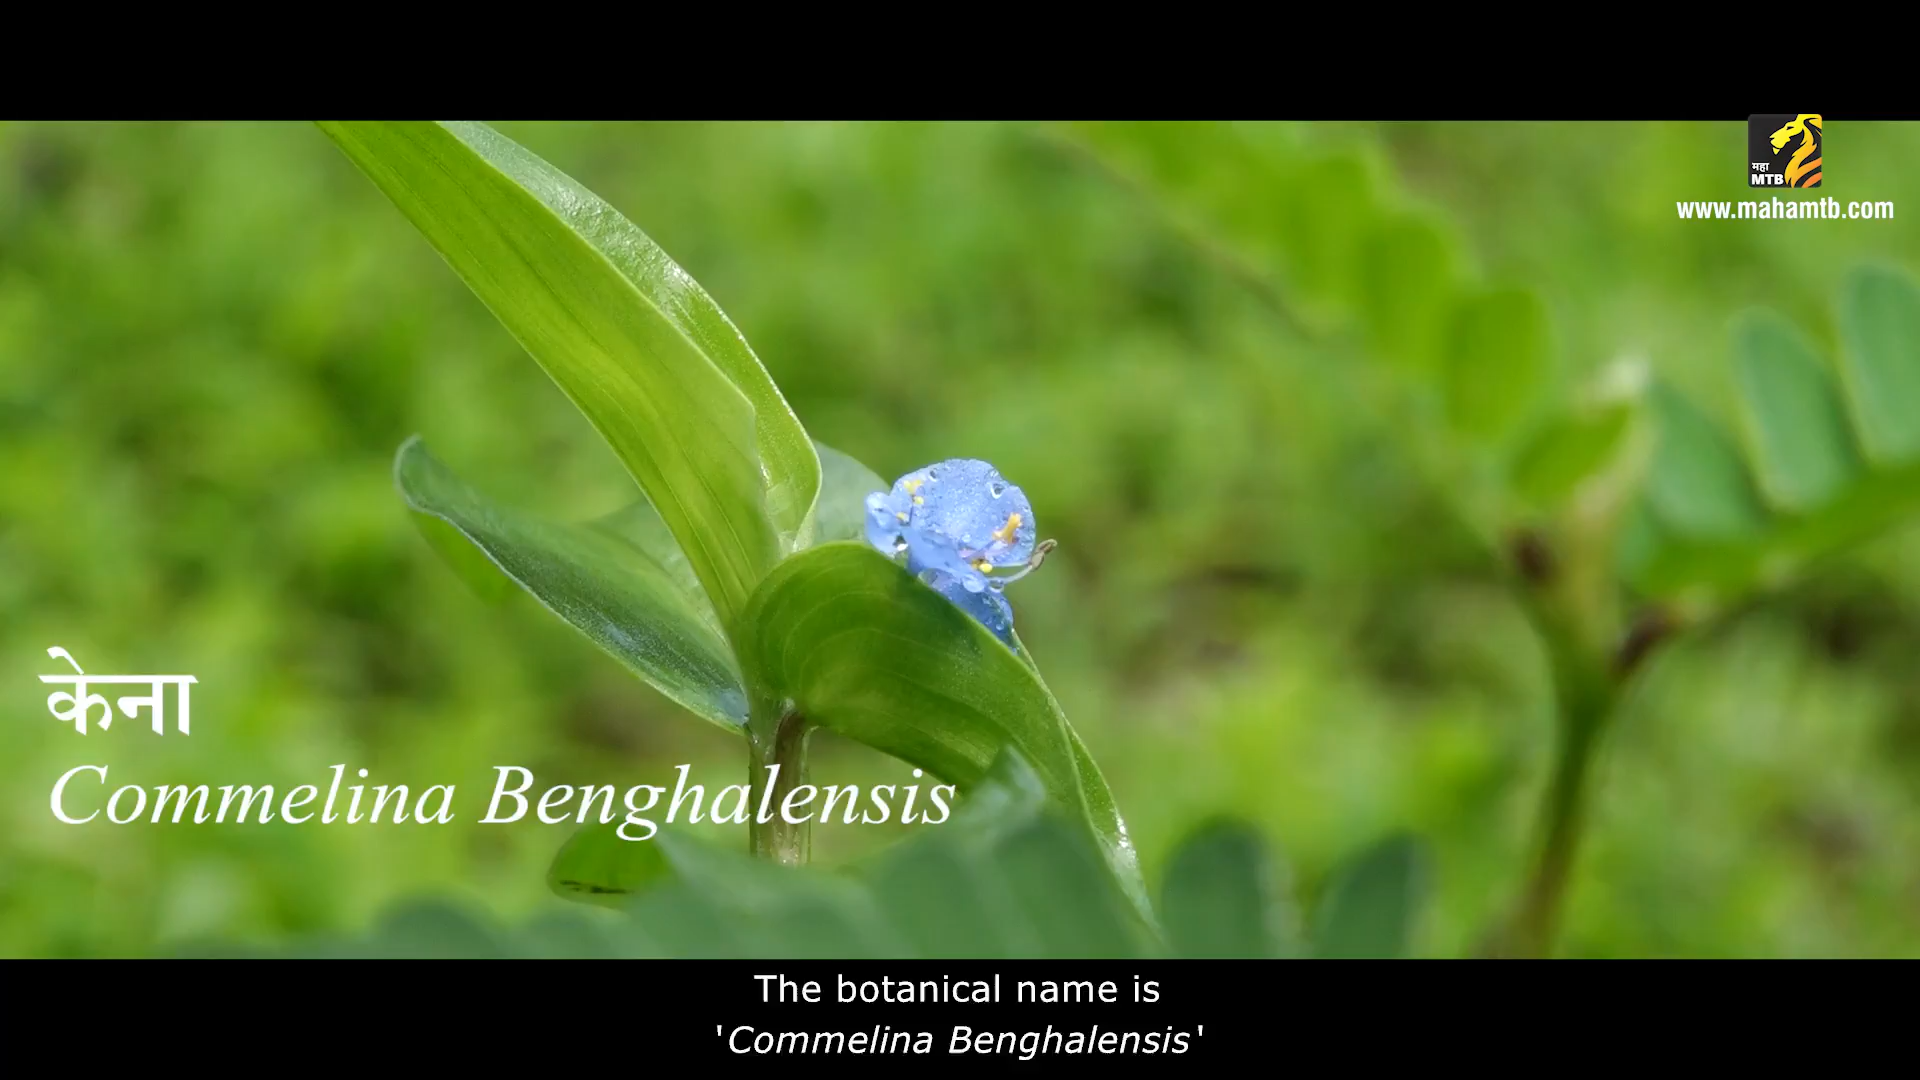 महा
MTB
www.mahamtb.com
केना
Commelina Benghalensis
The botanical name is
'Commelina Benghalensis'